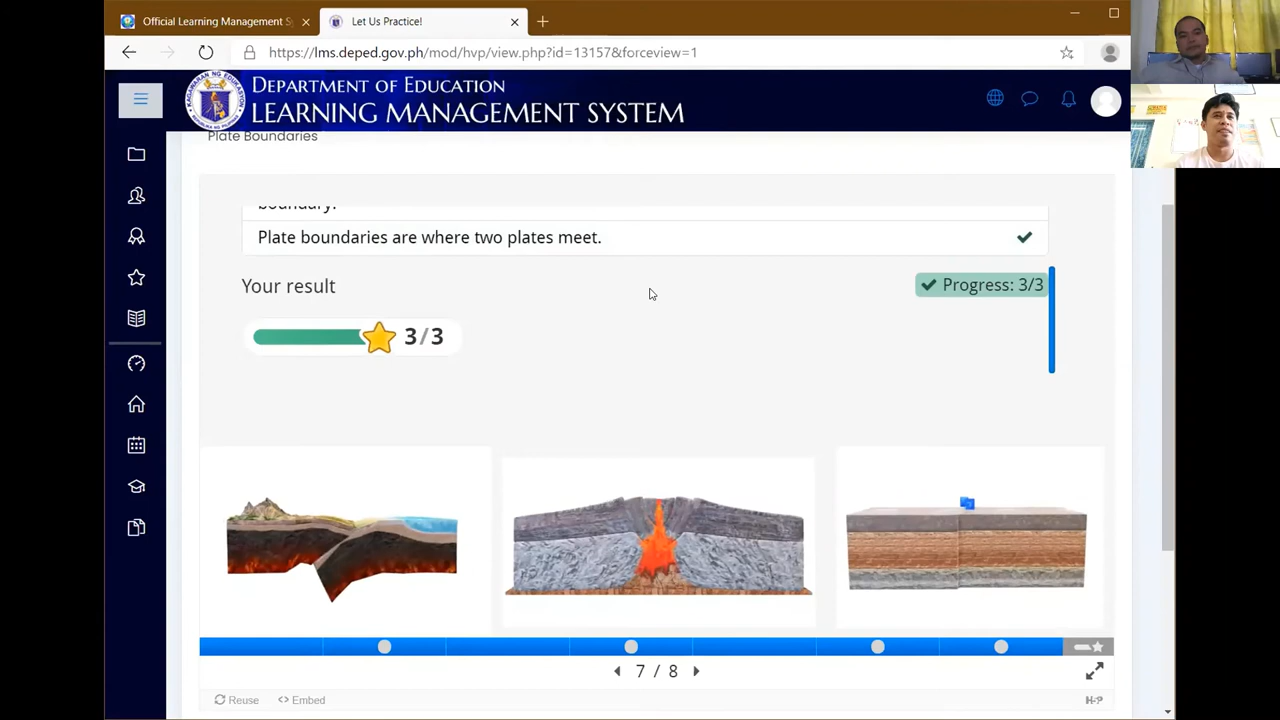 Official Learning Management S
Let Us Practice!
https://lms.deped.gov.ph/mod/hvp/view.php?id=13157&forceview=1
DEPARTMENT OF EDUCATION
LEARNING MANAGEMENT SYSTEM
Plate Boundaries
boundary.
Plate boundaries are where two plates meet.
Your result
Progress: 3/3
3/3
7 / 8
Reuse
<> Embed
H-P